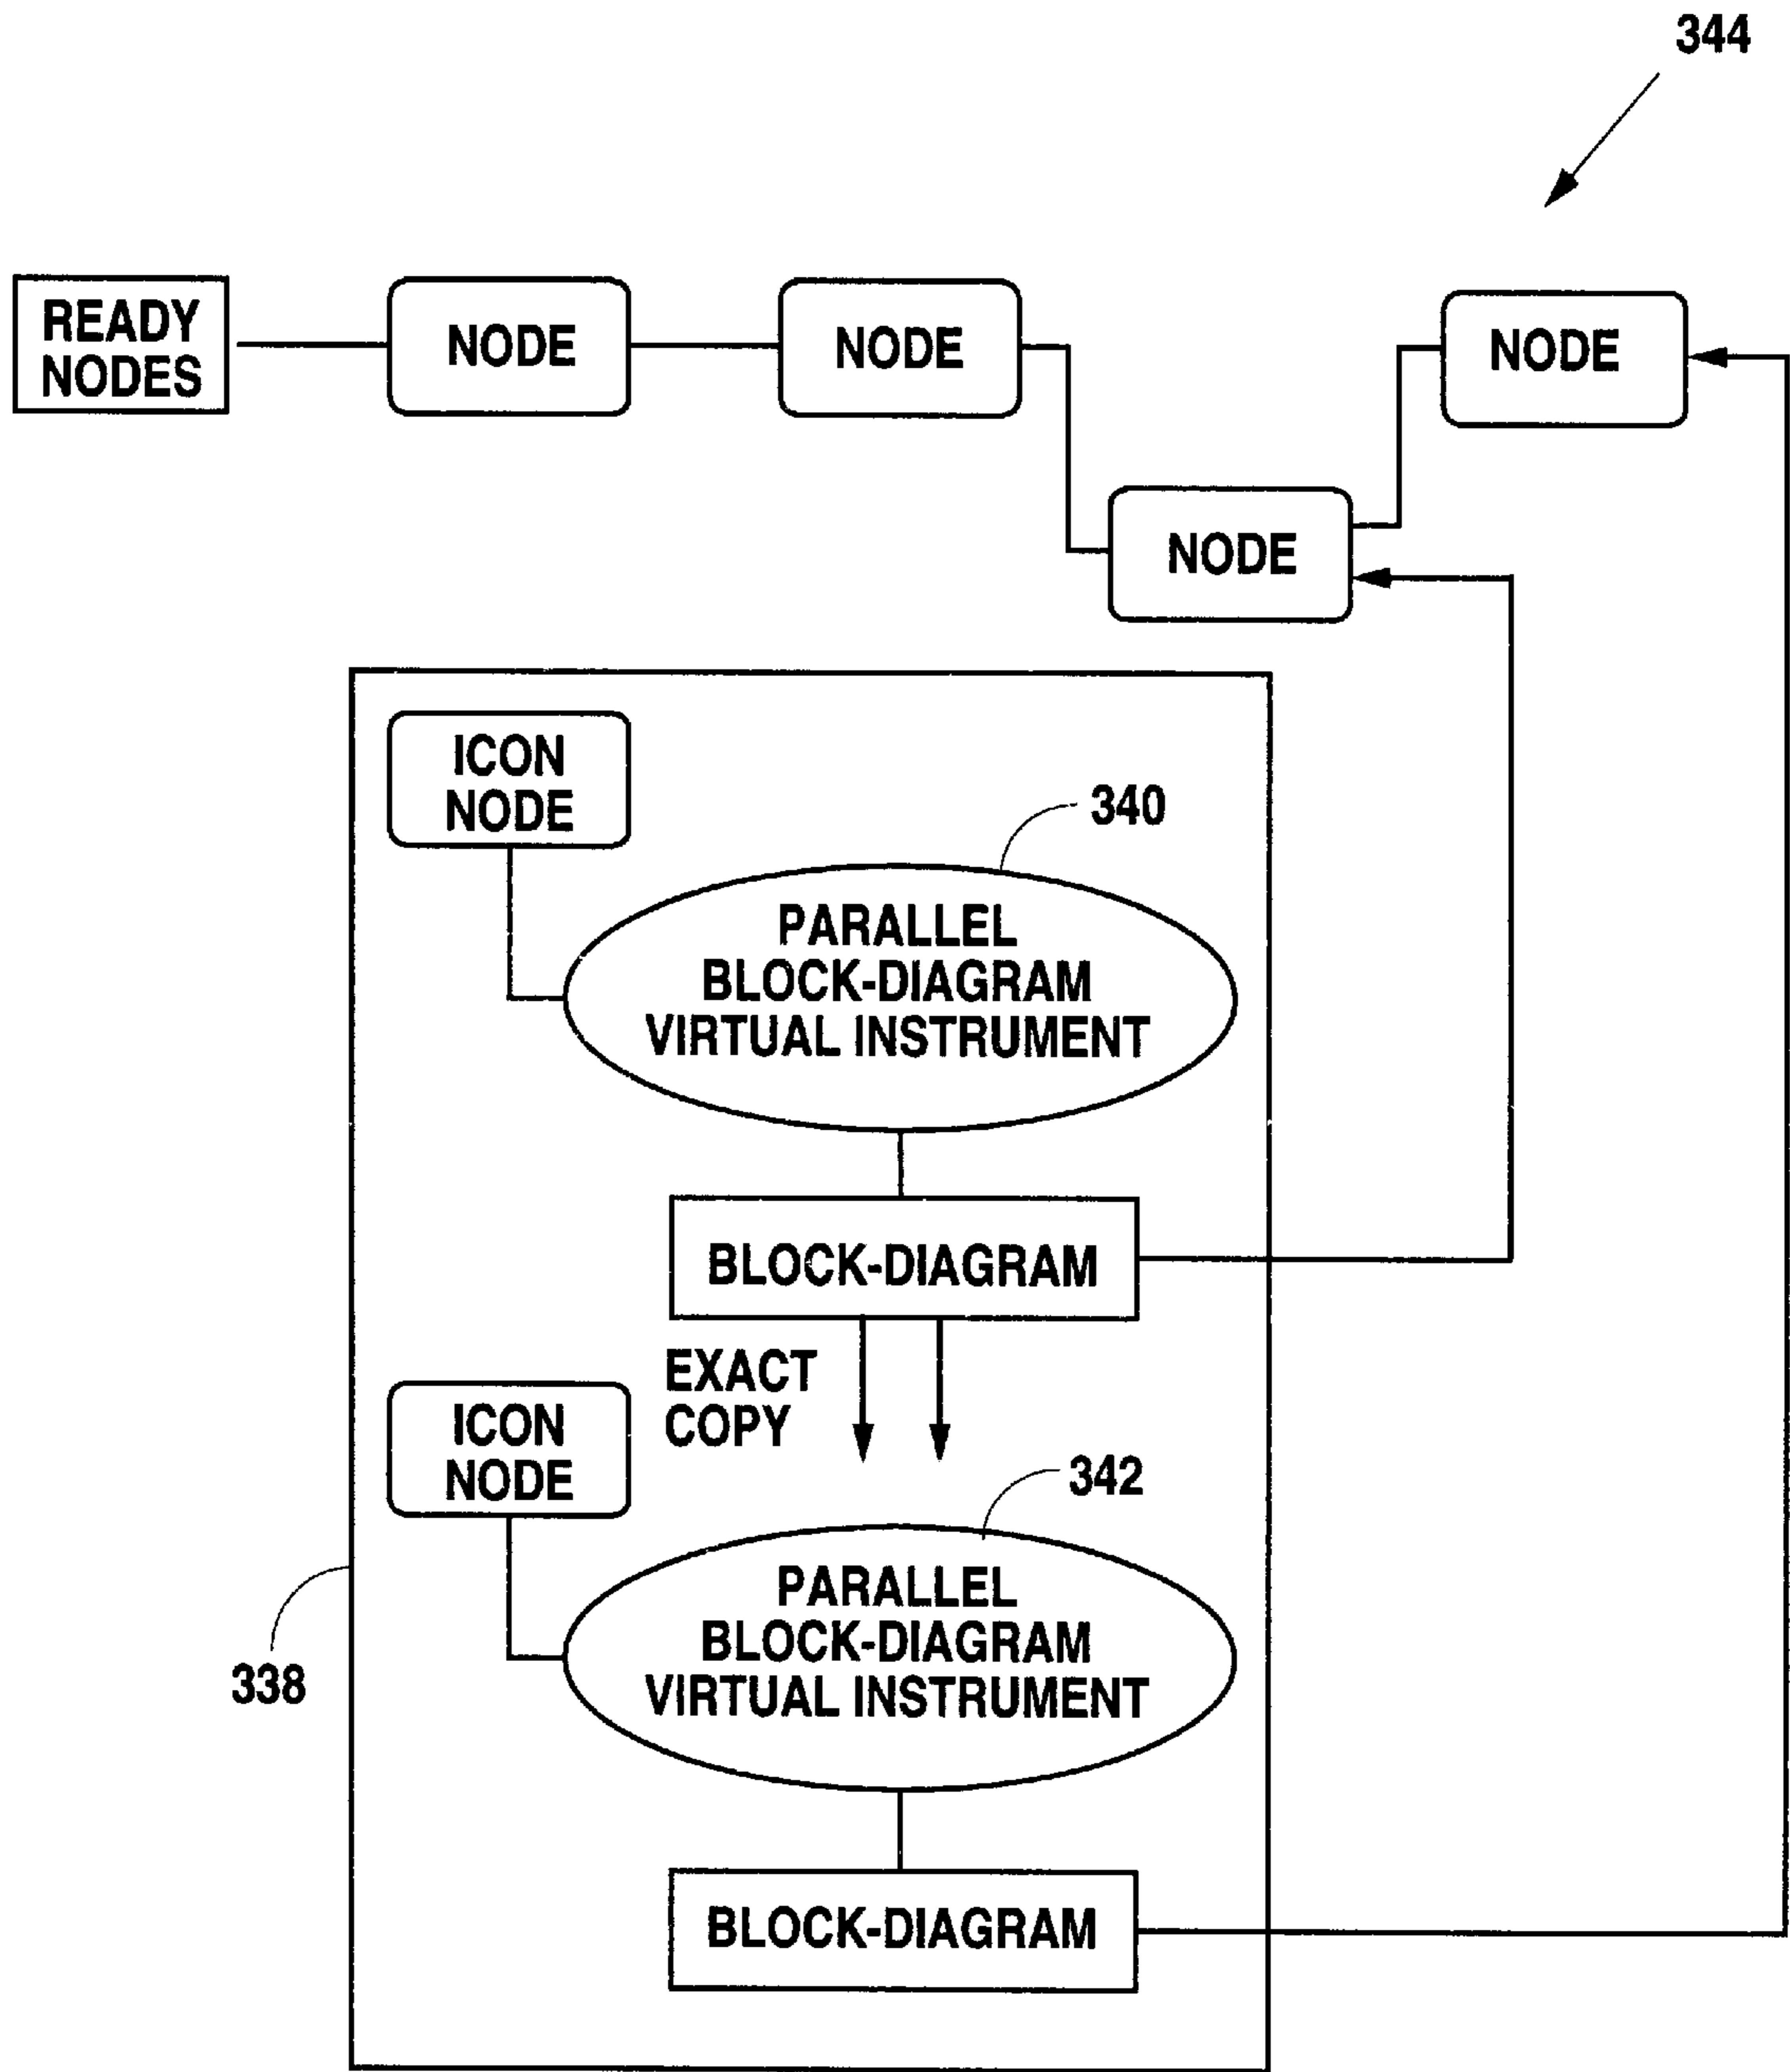 344
READY
NODES
NODE
NODE
NODE
NODE
ICON
NODE
340
PARALLEL
BLOCK-DIAGRAM
VIRTUAL INSTRUMENT
BLOCK-DIAGRAM
EXACT
COPY
ICON
NODE
342
PARALLEL
BLOCK-DIAGRAM
VIRTUAL INSTRUMENT
338
BLOCK-DIAGRAM